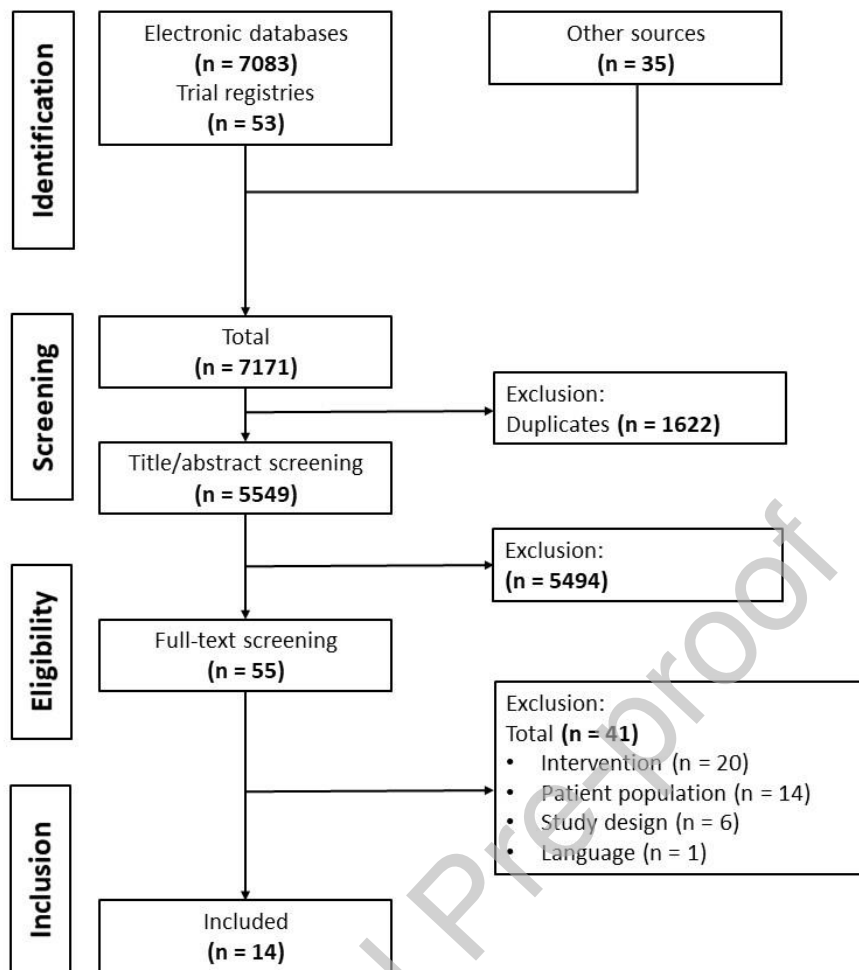 Identification
Electronic databases
(n = 7083)
Trial registries
(n = 53)
Other sources
(n = 35)
Screening
Total
(n = 7171)
Exclusion:
Duplicates (n = 1622)
Title/abstract screening
(n = 5549)
Eligibility
Exclusion:
(n = 5494)
Full-text screening
(n = 55)
Exclusion:
Total (n = 41)
• Intervention (n = 20)
• Patient population (n = 14)
• Study design (n = 6)
• Language (n = 1)
Inclusion
Included
(n = 14)
Pre-proof